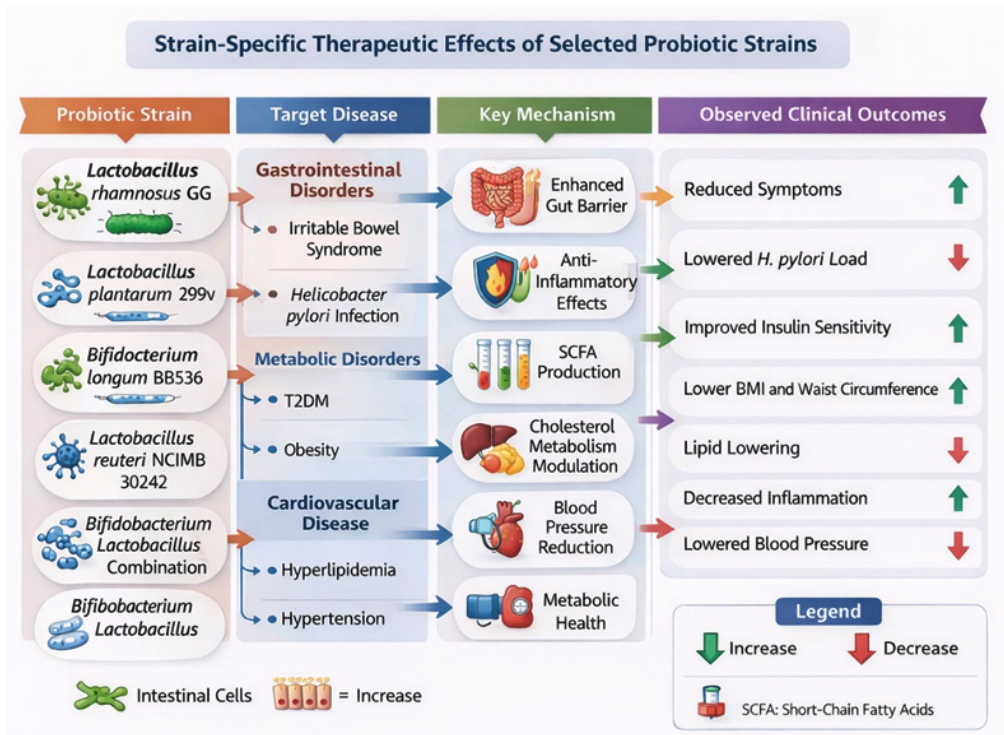 Strain-Specific Therapeutic Effects of Selected Probiotic Strains
Probiotic Strain
Lactobacillus
rhamnosus GG
Lactobacillus
plantarum 299v
Bifidocterium
longum BB536
Lactobacillus
reuteri NCIMB
30242
Bifidobacterium
Lactobacillus
Combination
Bifibobacterium
Lactobacillus
Target Disease
Gastrointestinal
Disorders
Irritable Bowel
Syndrome
Helicobacter
pylori Infection
Metabolic Disorders
T2DM
Obesity
Cardiovascular
Disease
Hyperlipidemia
Hypertension
Key Mechanism
Enhanced
Gut Barrier
Anti-
Inflammatory
Effects
SCFA
Production
Cholesterol
Metabolism
Modulation
Blood
Pressure
Reduction
Metabolic
Health
Observed Clinical Outcomes
Reduced Symptoms
Lowered H. pylori Load
Improved Insulin Sensitivity
Lower BMI and Waist Circumference
Lipid Lowering
Decreased Inflammation
Lowered Blood Pressure
Legend
Increase
Decrease
SCFA: Short-Chain Fatty Acids
Intestinal Cells
= Increase